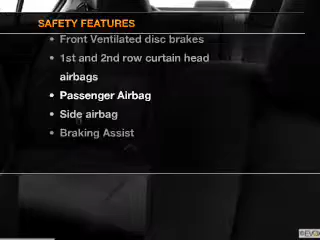 SAFETY FEATURES
• Front Ventilated disc brakes
• 1st and 2nd row curtain head
airbags
• Passenger Airbag
• Side airbag
• Braking Assist